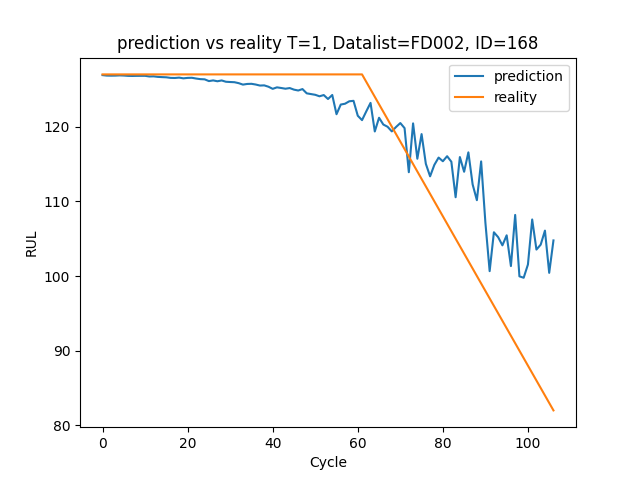 prediction vs reality T=1, Datalist=FD002, ID=168
prediction
reality
RUL
120
110
100
90
80
0 20 40 60 80 100
Cycle